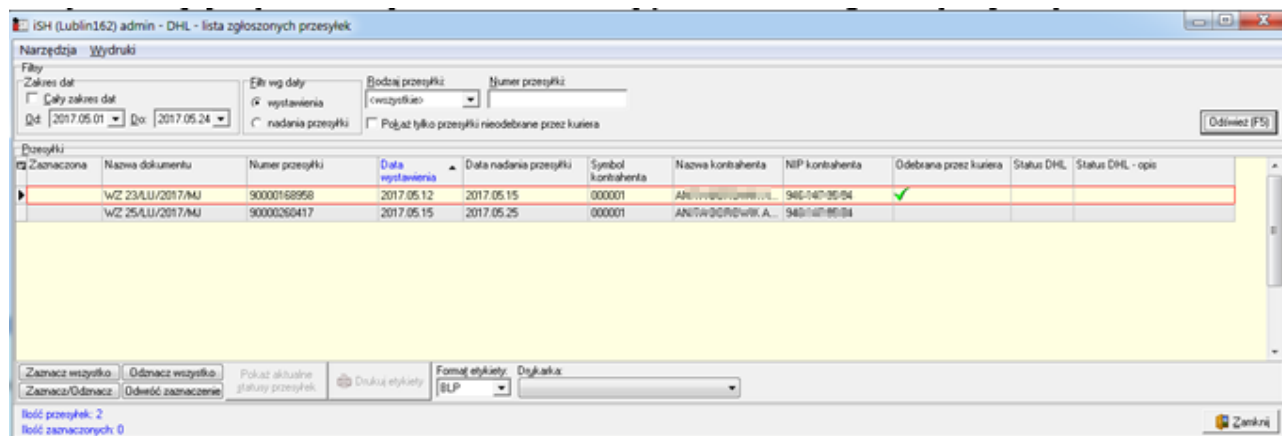 iSH (Lublin162) admin - DHL - lista zgłoszonych przesyłek
Narzędzia Wydruki
Filtry
Zakres dat
Filtr wg daty
Rodzaj przesyłki:
Numer przesyłki:
Cały zakres dat
wystawienia
<wszystkie>
Od: 2017.05.01 Do: 2017.05.24
nadania przesyłki
Pokaż tylko przesyłki nieodebrane przez kuriera
Odśwież (F5)
Przesyłki
Zaznaczona Nazwa dokumentu Numer przesyłki Data wystawienia Data nadania przesyłki Symbol kontrahenta Nazwa kontrahenta NIP kontrahenta Odebrana przez kuriera Status DHL Status DHL - opis
WZ 23/LU/2017/MJ 90000168958 2017.05.12 2017.05.15 000001
WZ 25/LU/2017/MJ 90000260417 2017.05.15 2017.05.25 000001
Zaznacz wszystko Odznacz wszystko Pokaż aktualne statusy przesyłek Drukuj etykiety Format etykiety: Drukarka:
Zaznacz/Odznacz Odwróć zaznaczenie BLP
Ilość przesyłek: 2
Ilość zaznaczonych: 0
Zamknij